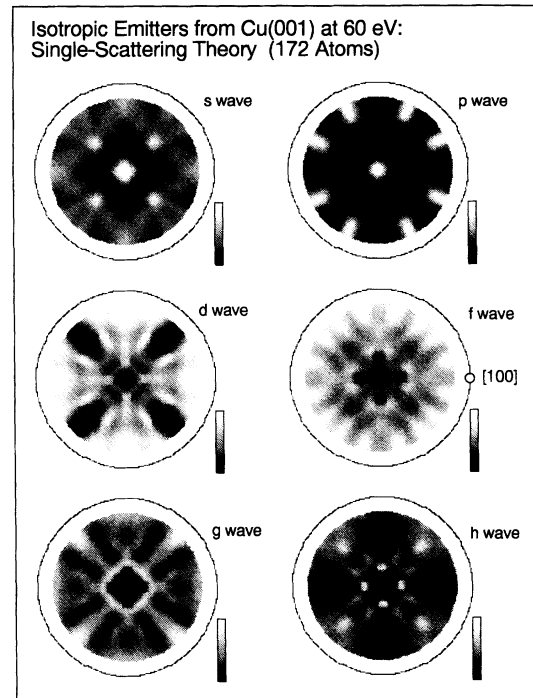 Isotropic Emitters from Cu(001) at 60 eV:
Single-Scattering Theory (172 Atoms)
s wave
p wave
d wave
f wave
[100]
g wave
h wave